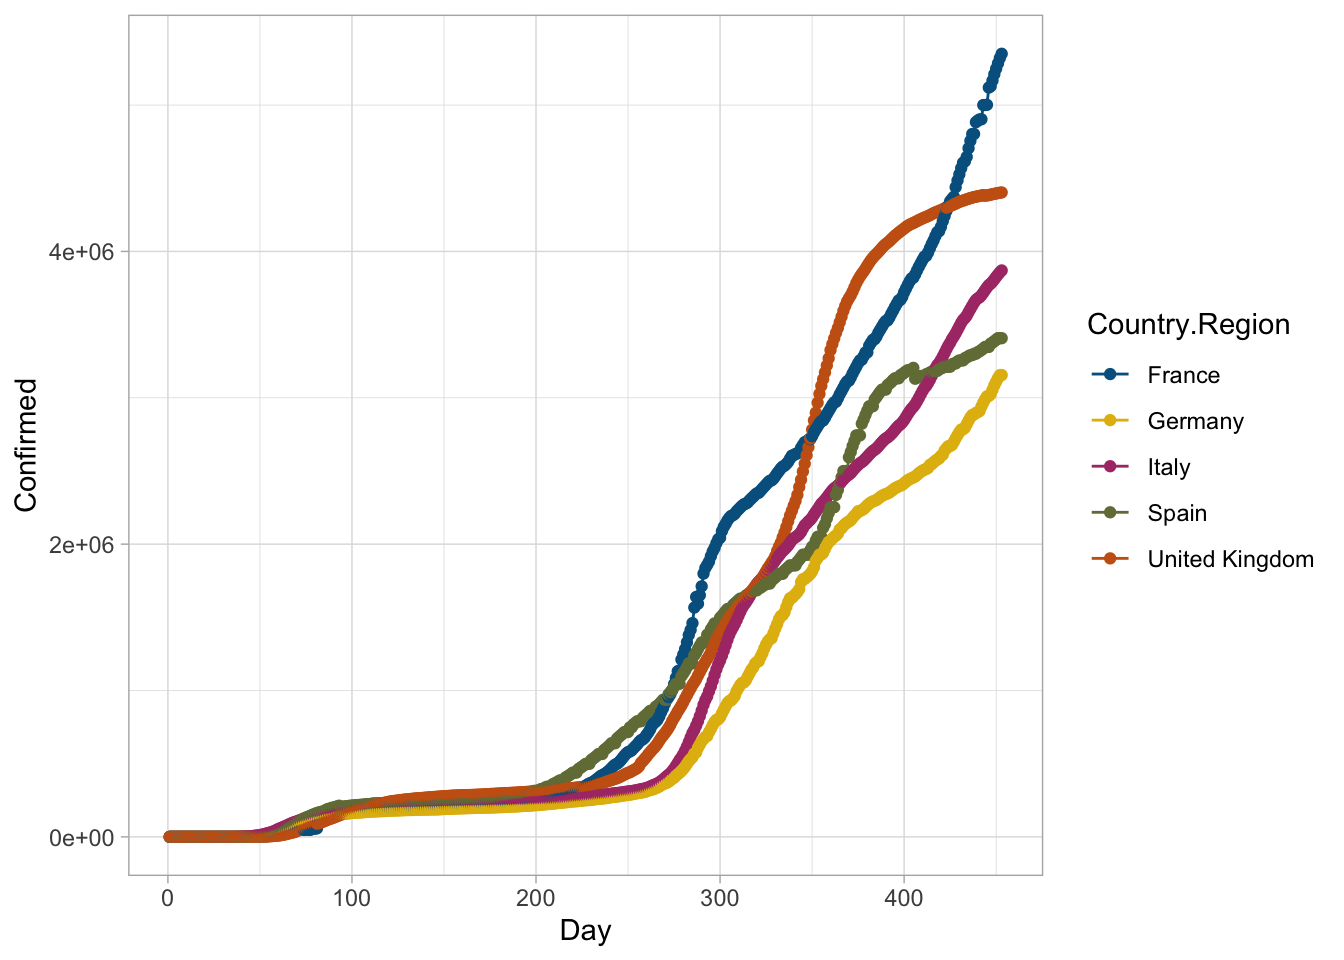 Confirmed
4e+06
2e+06
0e+00
0
100
200
300
400
Day
Country.Region
France
Germany
Italy
Spain
United Kingdom